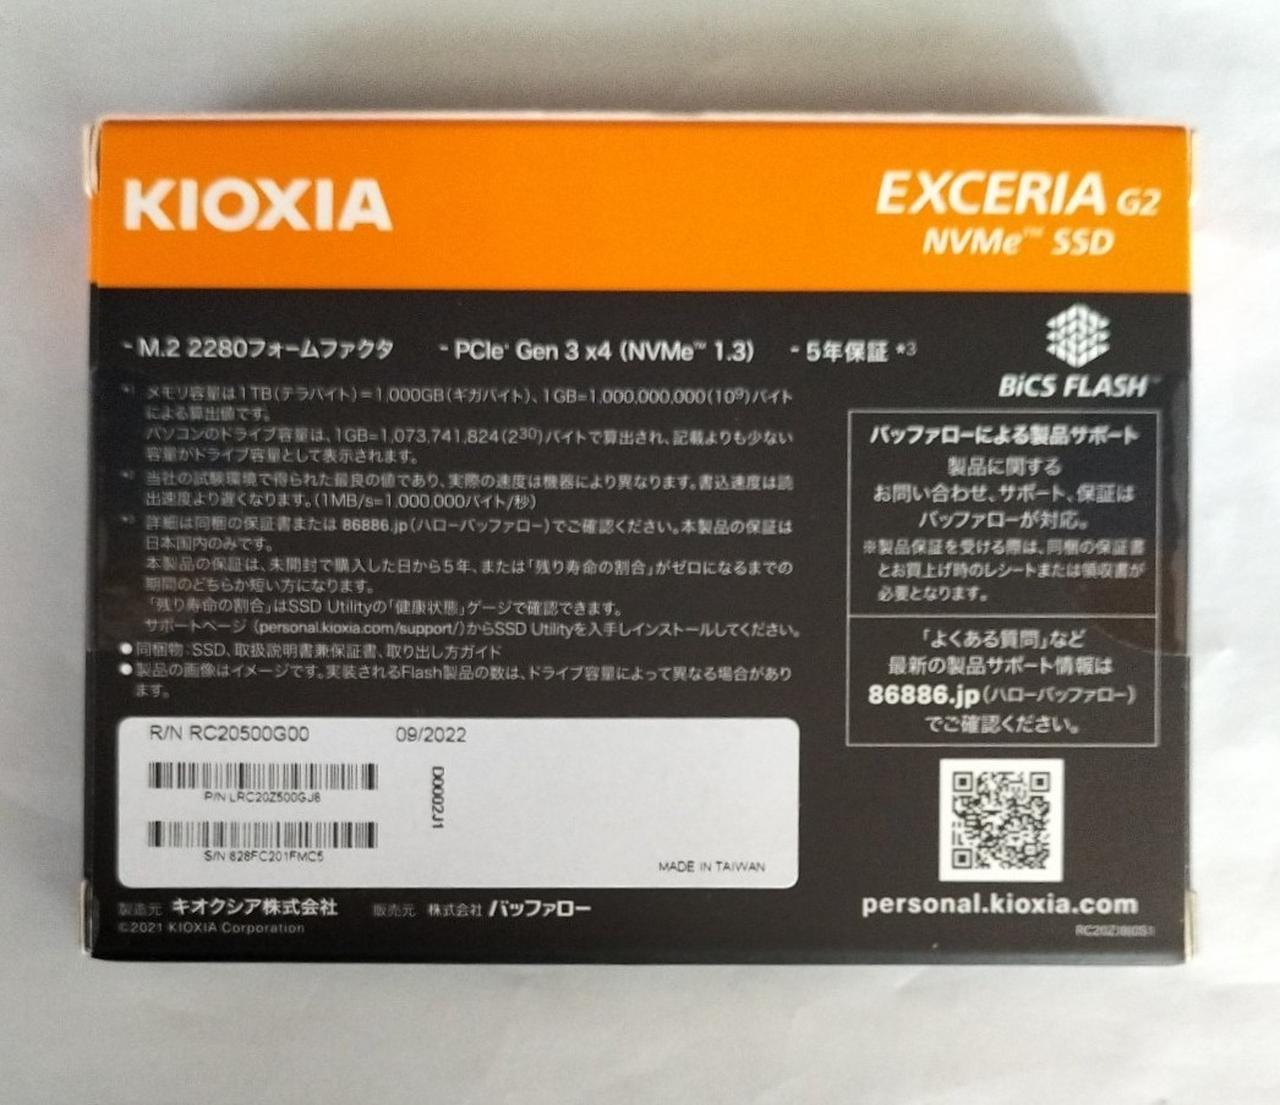 KIOXIA
EXCERIA G2
NVMe™ SSD
- M.2 2280フォームファクタ
- PCIe® Gen 3 x4 (NVMe™ 1.3)
- 5年保証 *3
BiCS FLASH™
*1 メモリ容量は1TB(テラバイト)=1,000GB(ギガバイト)、1GB=1,000,000,000(10⁹)バイト
による算出値です。
パソコンのドライブ容量は、1GB=1,073,741,824(2³⁰)バイトで算出され、記載よりも少ない
容量がドライブ容量として表示されます。
*2 当社の試験環境で得られた最良の値であり、実際の速度は機器により異なります。書込速度は読
出速度より遅くなります。(1MB/s=1,000,000バイト/秒)
*3 詳細は同梱の保証書または 86886.jp(ハローバッファロー)でご確認ください。本製品の保証は
日本国内のみです。
本製品の保証は、未開封で購入した日から5年、または「残り寿命の割合」がゼロになるまでの
期間のどちらか短い方になります。
「残り寿命の割合」はSSD Utilityの「健康状態」ゲージで確認できます。
サポートページ (personal.kioxia.com/support/)からSSD Utilityを入手しインストールしてください。
● 同梱物:SSD、取扱説明書兼保証書、取り出し方ガイド
● 製品の画像はイメージです。実装されるFlash製品の数は、ドライブ容量によって異なる場合があり
ます。
バッファローによる製品サポート
製品に関する
お問い合わせ、サポート、保証は
バッファローが対応。
※製品保証を受ける際は、同梱の保証書
とお買上げ時のレシートまたは領収書が
必要となります。
「よくある質問」など
最新の製品サポート情報は
86886.jp(ハローバッファロー)
でご確認ください。
R/N RC20500G00
09/2022
P/N LRC20Z500GJ8
D0002J1
S/N 828FC201FMC5
MADE IN TAIWAN
製造元 キオクシア株式会社
販売元 株式会社 バッファロー
©2021 KIOXIA Corporation
personal.kioxia.com